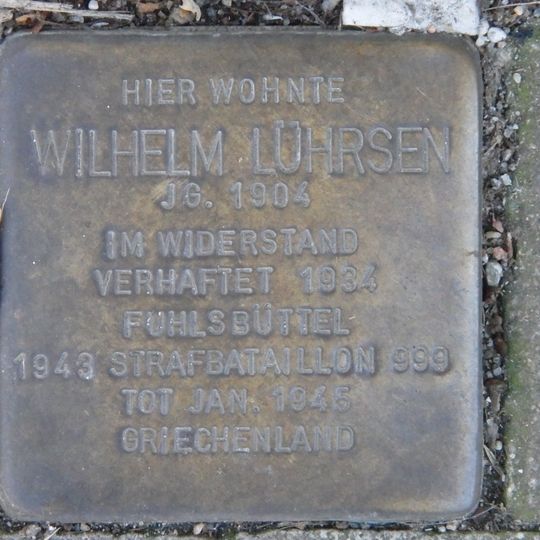 HIER WOHNTE
WILHELM LÜHRSEN
JG. 1904
IM WIDERSTAND
VERHAFTET 1934
FUHLSBÜTTEL
1943 STRAFBATAILLON 999
TOT JAN. 1945
GRIECHENLAND